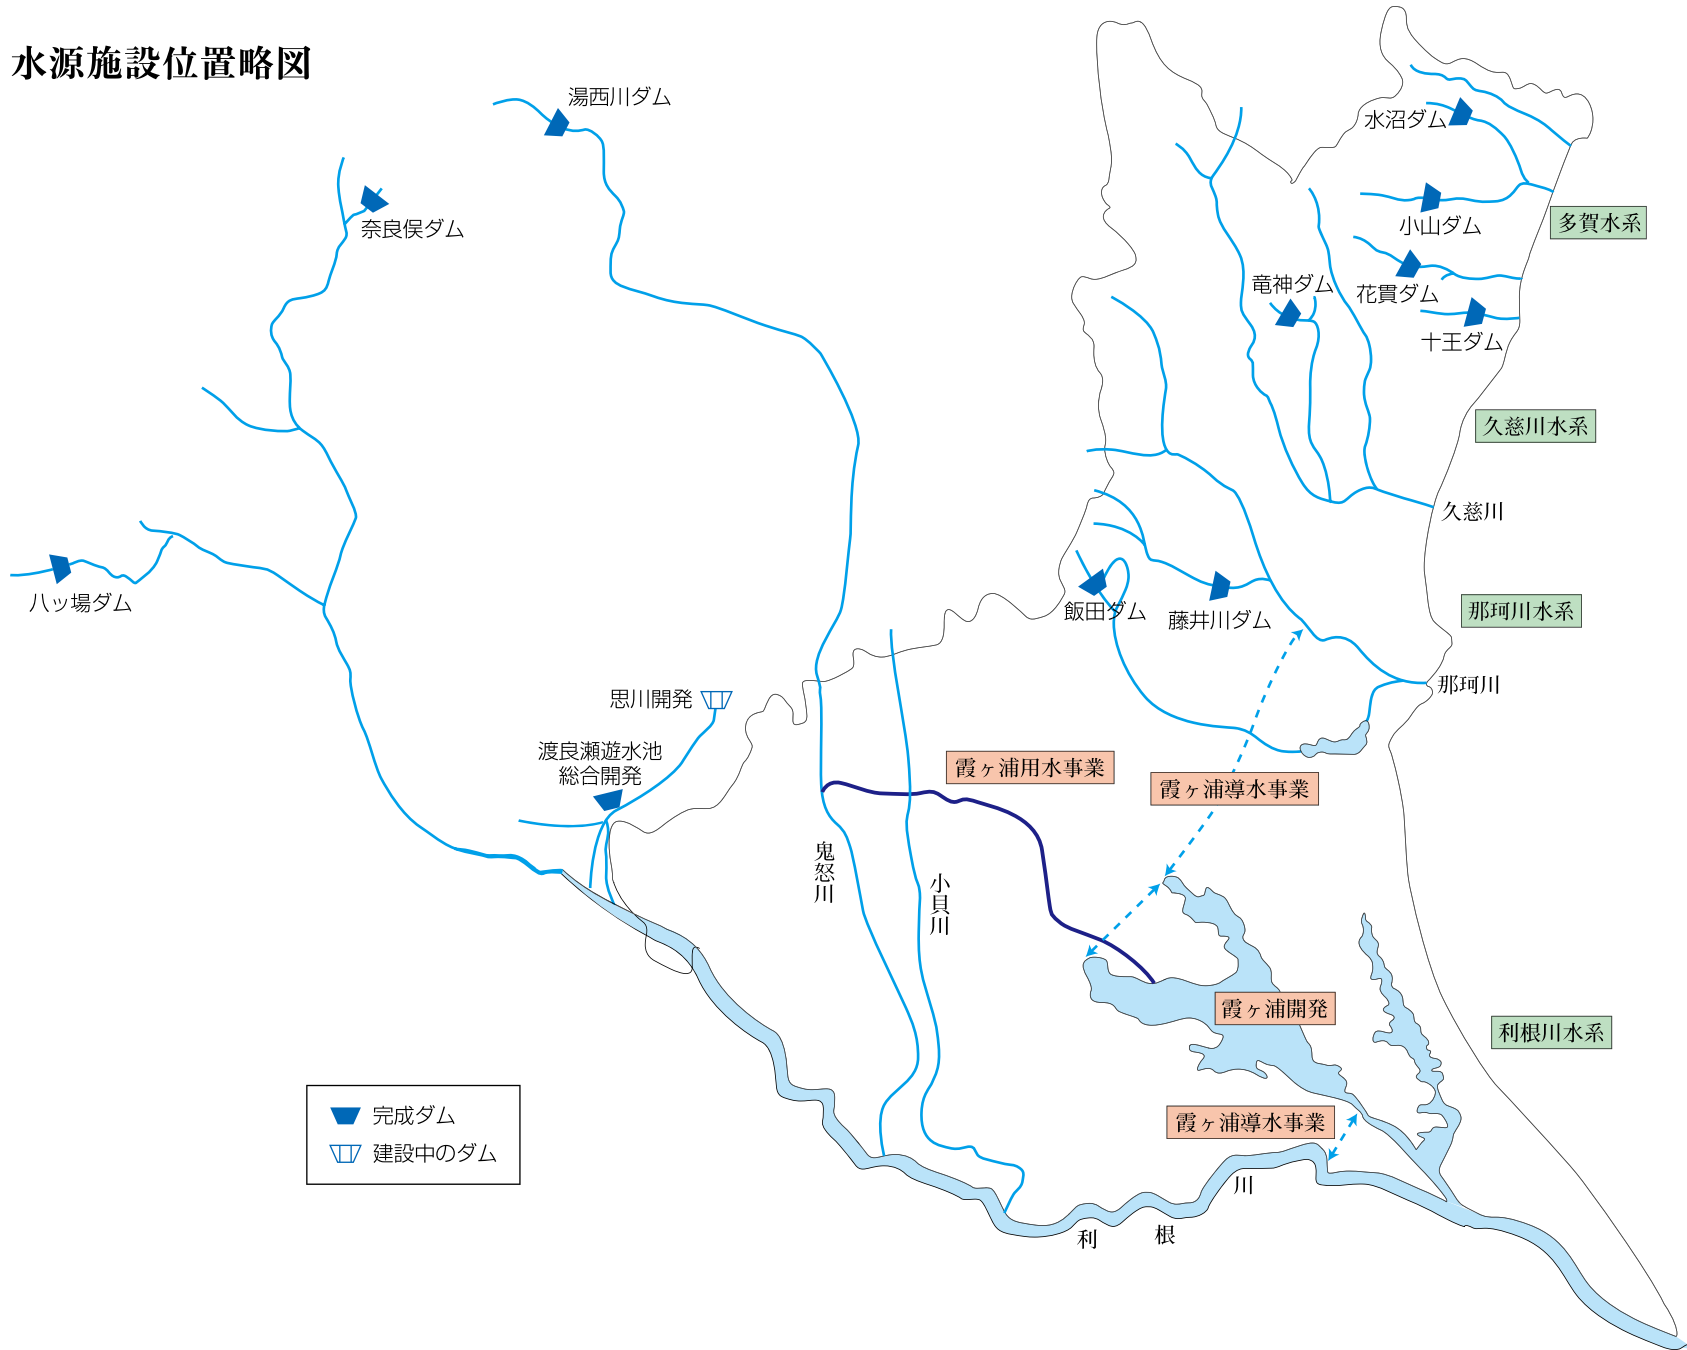 水源施設位置略図
湯西川ダム
水沼ダム
奈良俣ダム
小山ダム
多賀水系
竜神ダム
花貫ダム
十王ダム
久慈川水系
久慈川
八ッ場ダム
飯田ダム
藤井川ダム
那珂川水系
思川開発
那珂川
渡良瀬遊水池
総合開発
霞ヶ浦用水事業
霞ヶ浦導水事業
鬼怒川
小貝川
霞ヶ浦開発
利根川水系
完成ダム
建設中のダム
霞ヶ浦導水事業
利根川